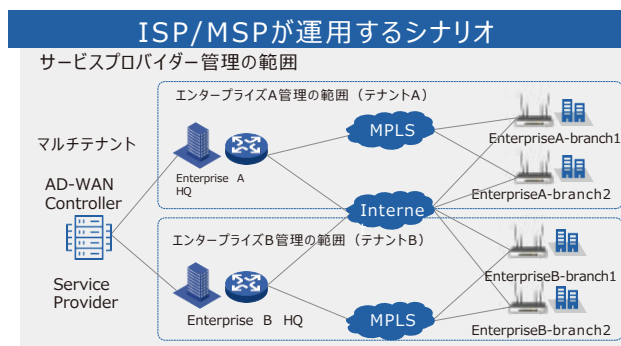 ISP/MSPが運用するシナリオ
サービスプロバイダー管理の範囲
エンタープライズA管理の範囲（テナントA）
マルチテナント
AD-WAN
Controller
Service
Provider
Enterprise A
HQ
MPLS
EnterpriseA-branch1
EnterpriseA-branch2
Interne
エンタープライズB管理の範囲（テナントB）
Enterprise B HQ
MPLS
EnterpriseB-branch1
EnterpriseB-branch2